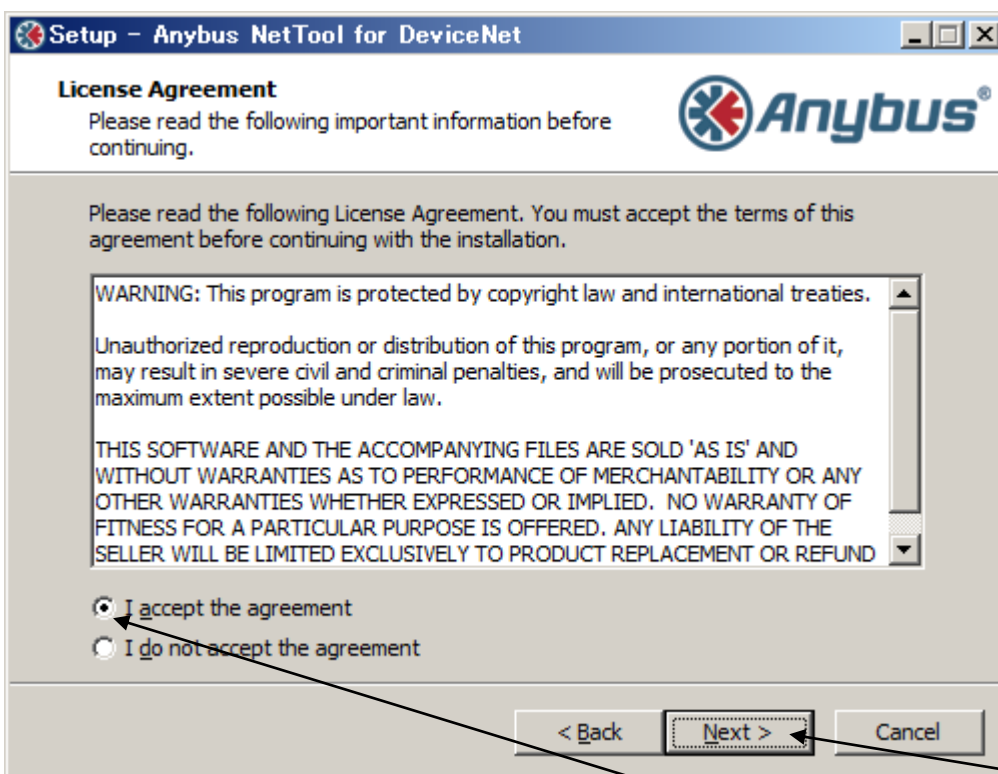 Setup - Anybus NetTool for DeviceNet
License Agreement
Please read the following important information before
continuing.
Anybus®
Please read the following License Agreement. You must accept the terms of this
agreement before continuing with the installation.
WARNING: This program is protected by copyright law and international treaties.
Unauthorized reproduction or distribution of this program, or any portion of it,
may result in severe civil and criminal penalties, and will be prosecuted to the
maximum extent possible under law.
THIS SOFTWARE AND THE ACCOMPANYING FILES ARE SOLD 'AS IS' AND
WITHOUT WARRANTIES AS TO PERFORMANCE OF MERCHANTABILITY OR ANY
OTHER WARRANTIES WHETHER EXPRESSED OR IMPLIED.  NO WARRANTY OF
FITNESS FOR A PARTICULAR PURPOSE IS OFFERED. ANY LIABILITY OF THE
SELLER WILL BE LIMITED EXCLUSIVELY TO PRODUCT REPLACEMENT OR REFUND
I accept the agreement
I do not accept the agreement
< Back
Next >
Cancel